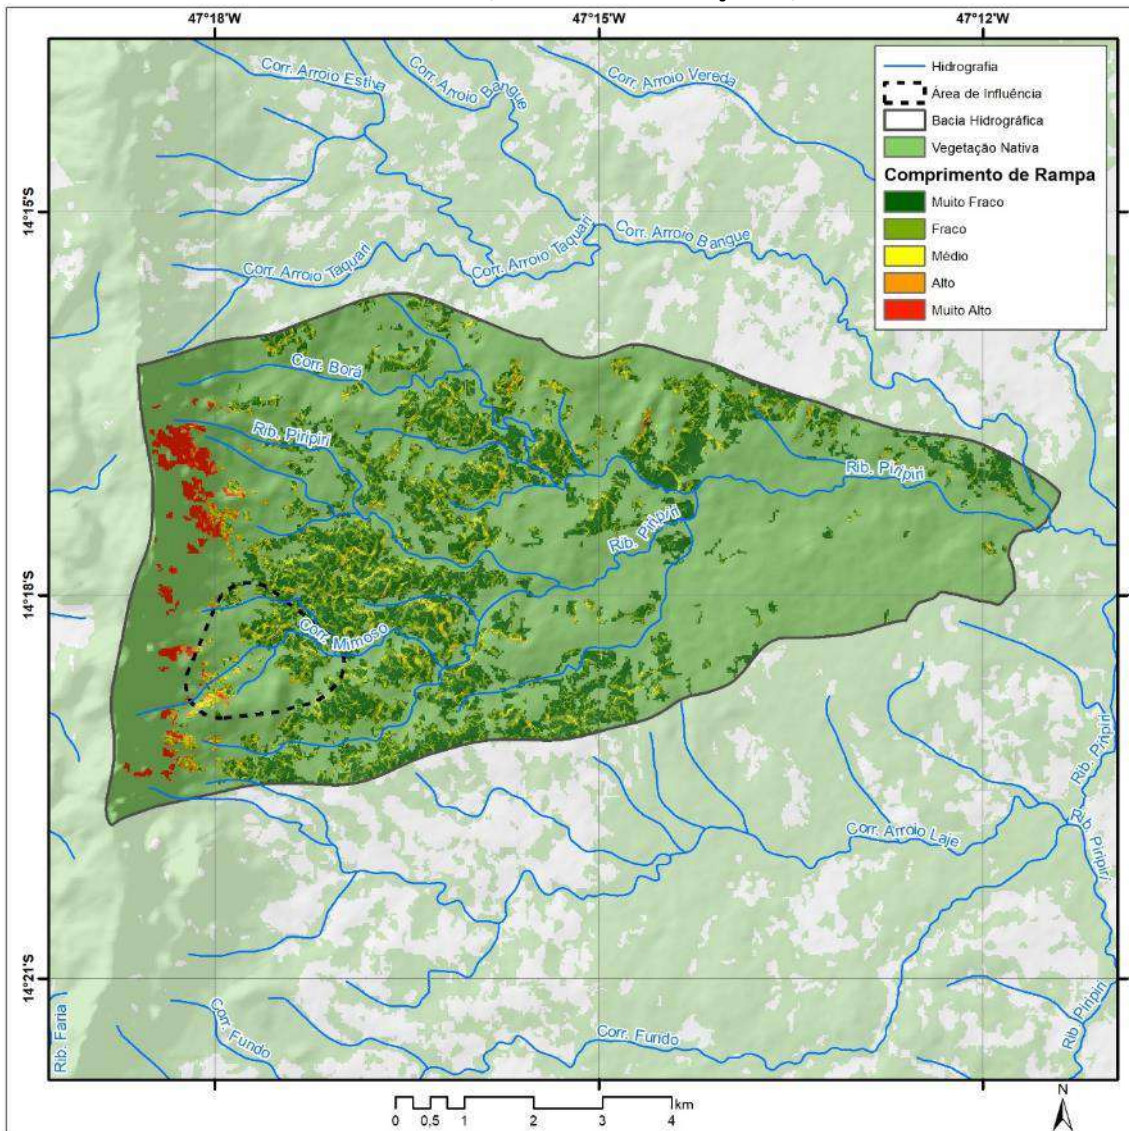 47°18'W
47°15'W
47°12'W
Hidrografia
Área de Influência
Bacia Hidrográfica
Vegetação Nativa
Comprimento de Rampa
Muito Fraco
Fraco
Médio
Alto
Muito Alto
Corr. Arroio Estiva
Corr. Arroio Bangue
Corr. Arroio Vereda
14°15'S
Corr. Arroio Taquari
Corr. Arroio Taquari
Corr. Arroio Bangue
Corr. Borá
Rib. Piripiri
Rib. Piripiri
Rib. Piripiri
14°18'S
Corr. Mimoso
Rib. Piripiri
Corr. Arroio Laje
Rib. Piripiri
14°21'S
Rib. Faria
Corr. Fundo
Corr. Fundo
Rib. Piripiri
N
km
0 0,5 1 2 3 4